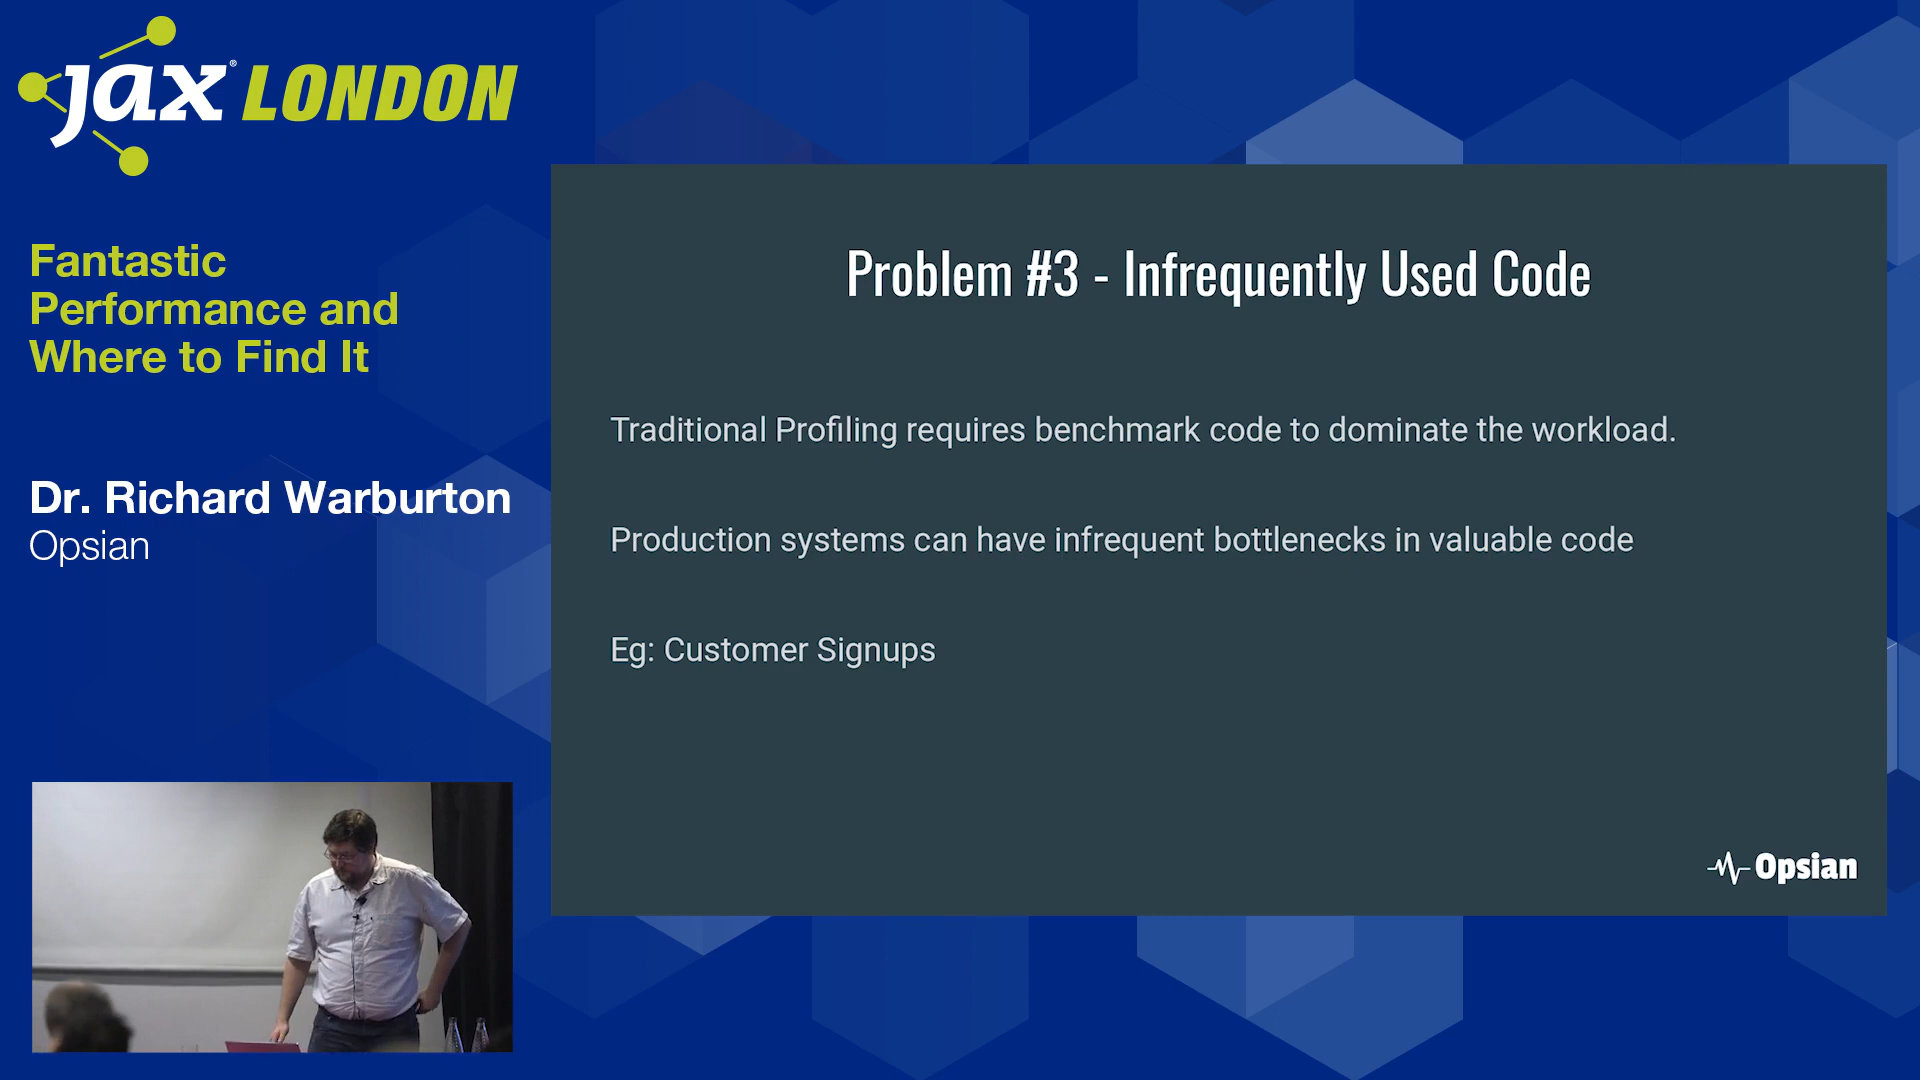 jax® LONDON
Fantastic
Performance and
Where to Find It
Dr. Richard Warburton
Opsian
Problem #3 - Infrequently Used Code
Traditional Profiling requires benchmark code to dominate the workload.
Production systems can have infrequent bottlenecks in valuable code
Eg: Customer Signups
Opsian